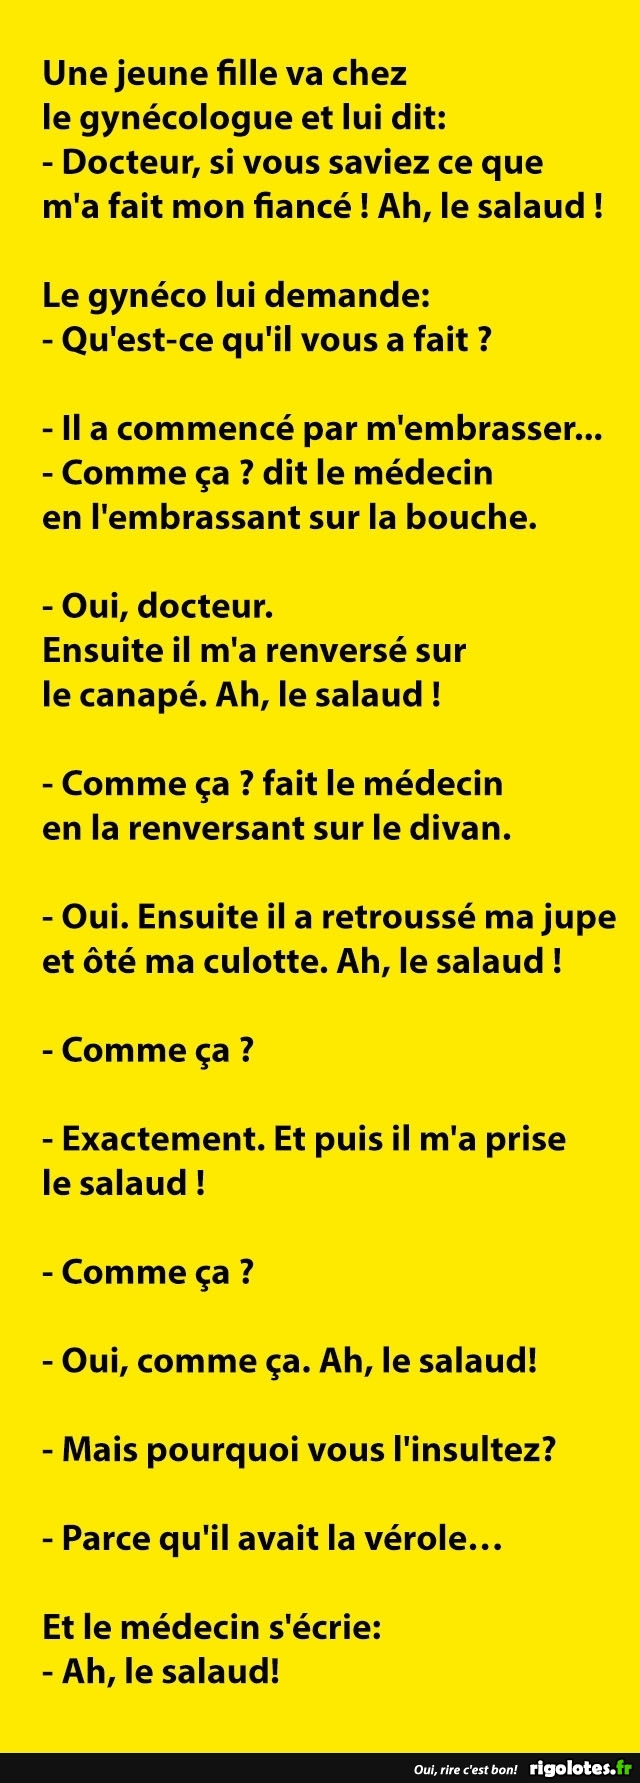 Une jeune fille va chez
le gynécologue et lui dit:
- Docteur, si vous saviez ce que
m'a fait mon fiancé ! Ah, le salaud !
Le gynéco lui demande:
- Qu'est-ce qu'il vous a fait ?
- Il a commencé par m'embrasser...
- Comme ça ? dit le médecin
en l'embrassant sur la bouche.
- Oui, docteur.
Ensuite il m'a renversé sur
le canapé. Ah, le salaud !
- Comme ça ? fait le médecin
en la renversant sur le divan.
- Oui. Ensuite il a retroussé ma jupe
et ôté ma culotte. Ah, le salaud !
- Comme ça ?
- Exactement. Et puis il m'a prise
le salaud !
- Comme ça ?
- Oui, comme ça. Ah, le salaud!
- Mais pourquoi vous l'insultez?
- Parce qu'il avait la vérole…
Et le médecin s'écrie:
- Ah, le salaud!
Oui, rire c'est bon! rigolotes.fr